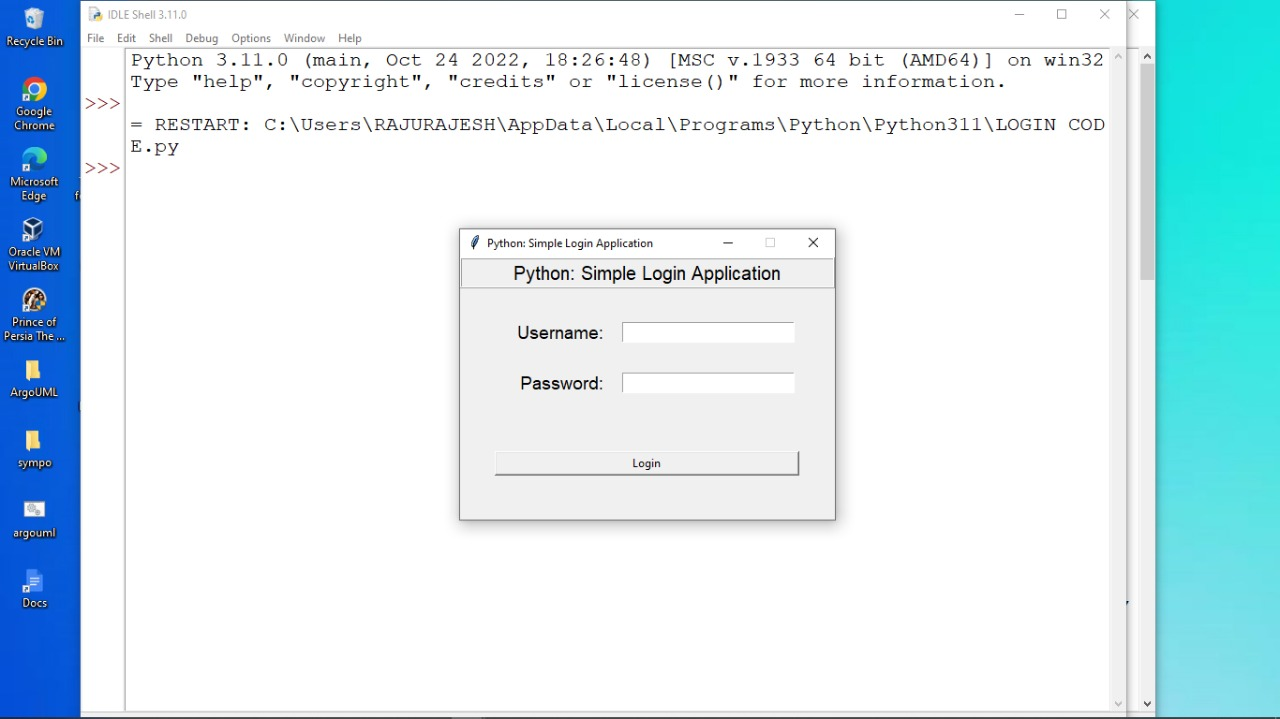 Recycle Bin
Google
Chrome
Microsoft
Edge
Oracle VM
VirtualBox
Prince of
Persia The ...
ArgoUML
sympo
argouml
Docs
IDLE Shell 3.11.0
File Edit Shell Debug Options Window Help
Python 3.11.0 (main, Oct 24 2022, 18:26:48) [MSC v.1933 64 bit (AMD64)] on win32
Type "help", "copyright", "credits" or "license()" for more information.
>>>
= RESTART: C:\Users\RAJURAJESH\AppData\Local\Programs\Python\Python311\LOGIN COD
E.py
>>>
Python: Simple Login Application
Python: Simple Login Application
Username:
Password:
Login